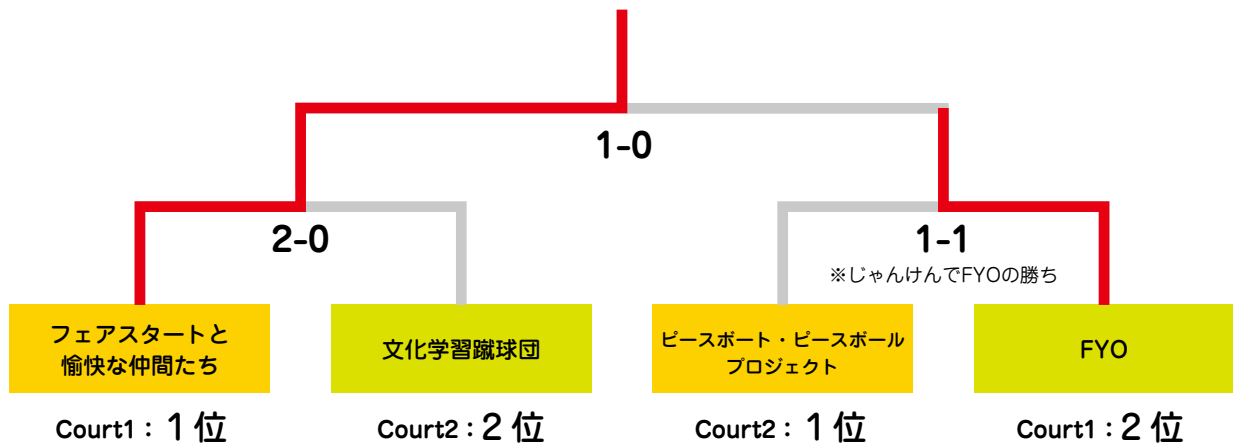 1-0
2-0
1-1
※じゃんけんでFYOの勝ち
フェアスタートと
愉快な仲間たち
文化学習蹴球団
ピースボート・ピースボール
プロジェクト
FYO
Court1：1位
Court2：2位
Court2：1位
Court1：2位